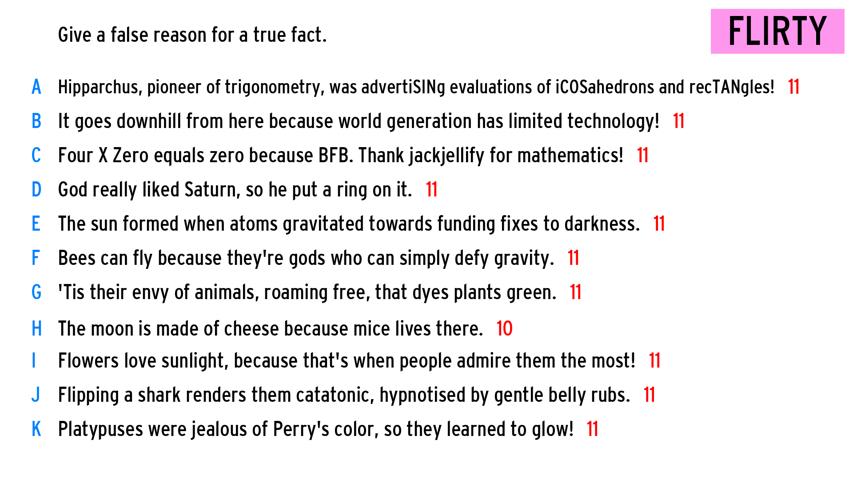 Give a false reason for a true fact.
FLIRTY
A Hipparchus, pioneer of trigonometry, was advertiSINg evaluations of iCOSahedrons and recTANgles! 11
B It goes downhill from here because world generation has limited technology! 11
C Four X Zero equals zero because BFB. Thank jackjellify for mathematics! 11
D God really liked Saturn, so he put a ring on it. 11
E The sun formed when atoms gravitated towards funding fixes to darkness. 11
F Bees can fly because they're gods who can simply defy gravity. 11
G 'Tis their envy of animals, roaming free, that dyes plants green. 11
H The moon is made of cheese because mice lives there. 10
I Flowers love sunlight, because that's when people admire them the most! 11
J Flipping a shark renders them catatonic, hypnotised by gentle belly rubs. 11
K Platypuses were jealous of Perry's color, so they learned to glow! 11